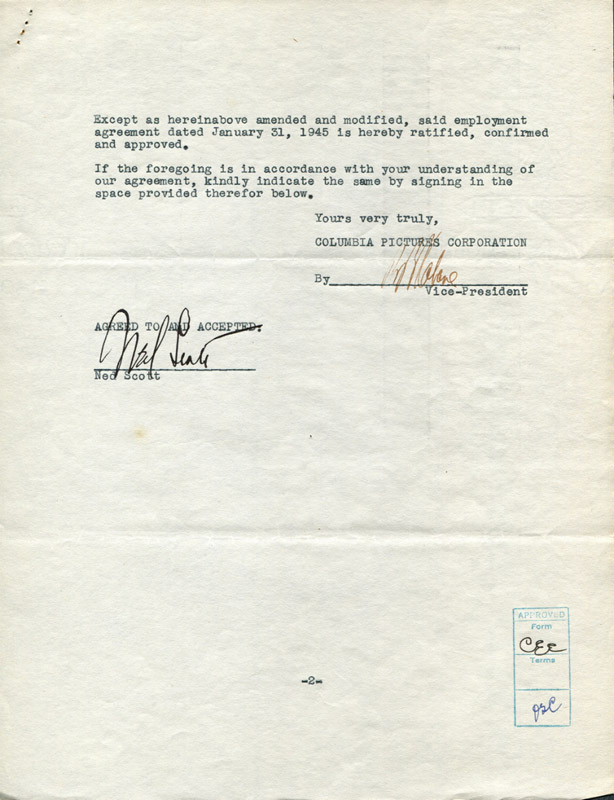 Except as hereinabove amended and modified, said employment
agreement dated January 31, 1945 is hereby ratified, confirmed
and approved.
If the foregoing is in accordance with your understanding of
our agreement, kindly indicate the same by signing in the
space provided therefor below.
Yours very truly,
COLUMBIA PICTURES CORPORATION
By
Vice-President
AGREED TO AND ACCEPTED:
Ned Scott
Ned Scott
-2-
APPROVED
Form
CEE
Terms